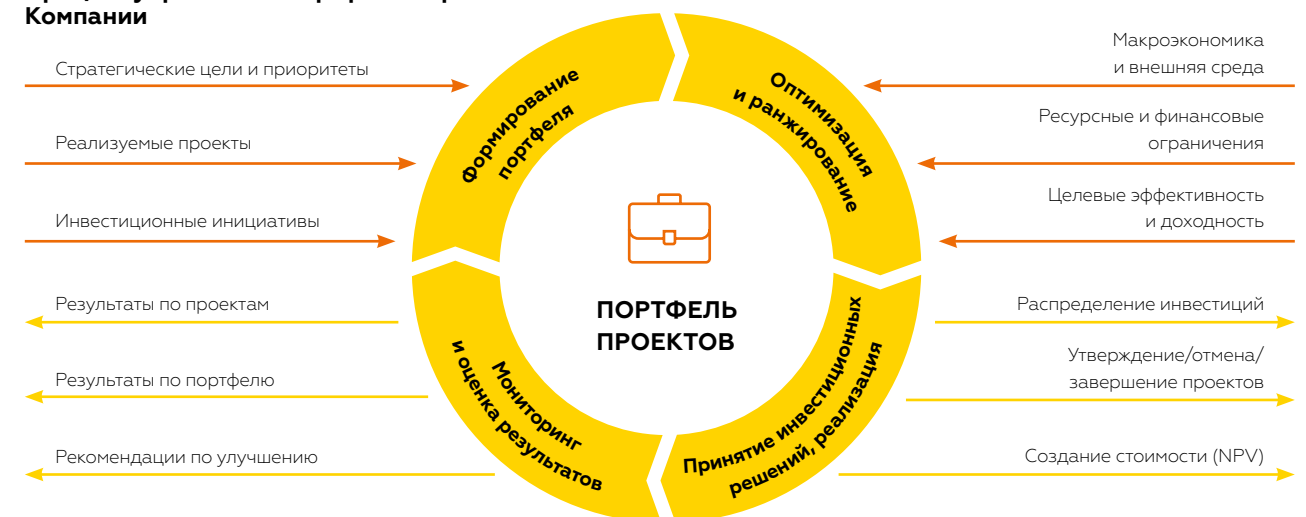 Компании
Стратегические цели и приоритеты
Реализуемые проекты
Инвестиционные инициативы
Результаты по проектам
Результаты по портфелю
Рекомендации по улучшению
Формирование
портфеля
Оптимизация
и ранжирование
ПОРТФЕЛЬ
ПРОЕКТОВ
Мониторинг
и оценка результатов
Принятие инвестиционных
решений, реализация
Макроэкономика
и внешняя среда
Ресурсные и финансовые
ограничения
Целевые эффективность
и доходность
Распределение инвестиций
Утверждение/отмена/
завершение проектов
Создание стоимости (NPV)